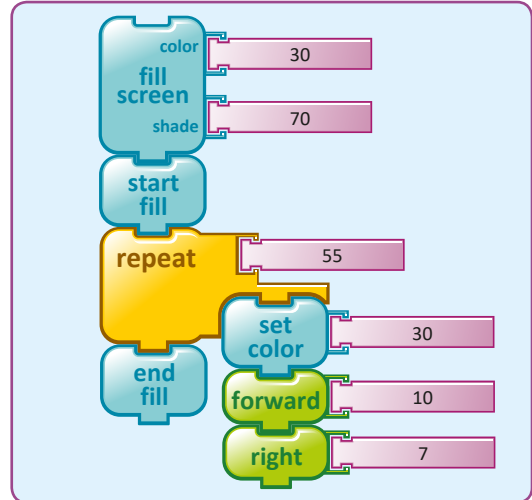 color
30
fill
screen
shade
70
start
fill
repeat
55
set
color
30
end
fill
forward
10
right
7